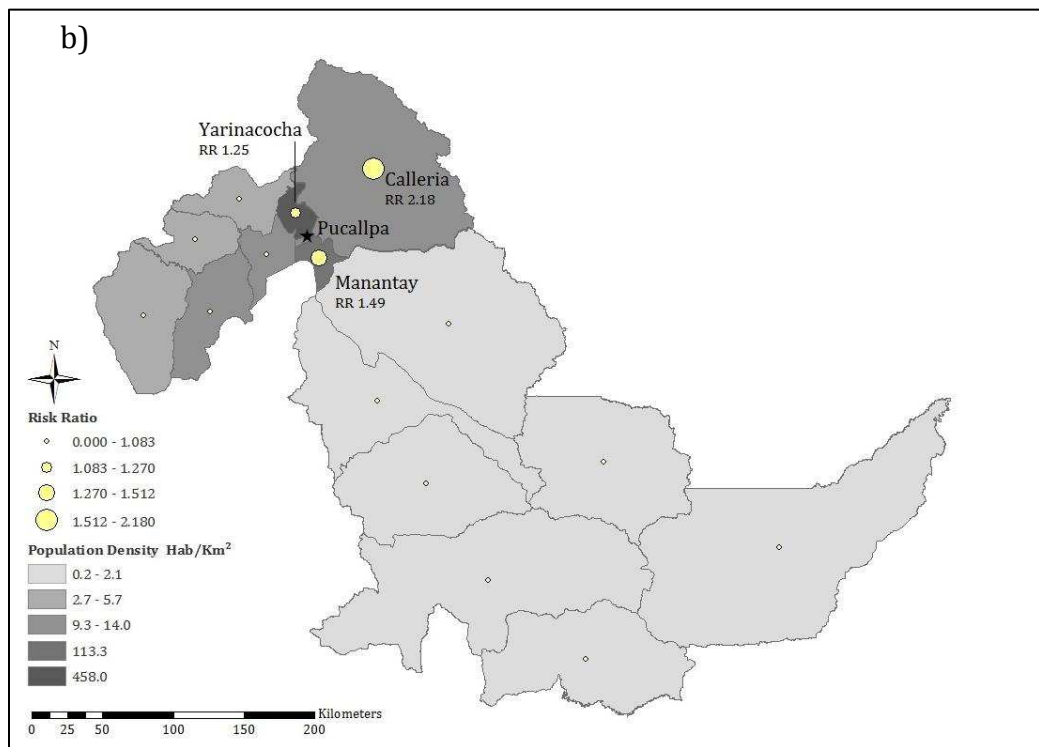 b)
Yarinacocha
RR 1.25
Calleria
RR 2.18
Pucallpa
Manantay
RR 1.49
N
Risk Ratio
0.000 - 1.083
1.083 - 1.270
1.270 - 1.512
1.512 - 2.180
Population Density Hab/Km²
0.2 - 2.1
2.7 - 5.7
9.3 - 14.0
113.3
458.0
Kilometers
0 25 50 100 150 200